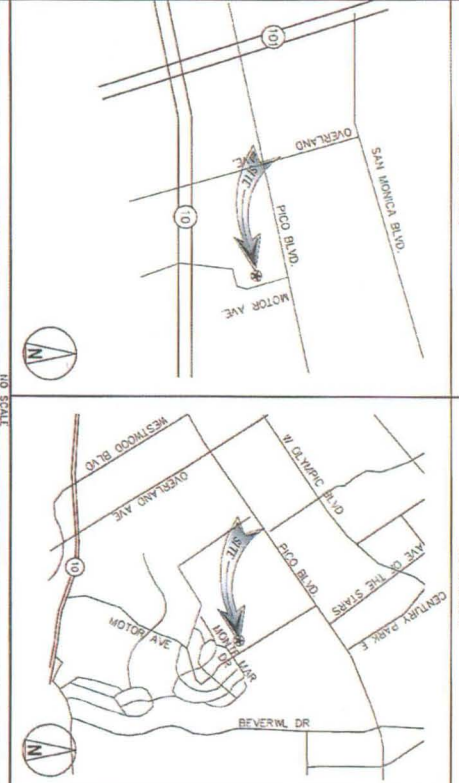 101
OVERLAND
AVE.
SAN MONICA BLVD.
SITE
PICO BLVD.
10
MOTOR AVE.
N
NO SCALE
WESTWOOD BLVD
OVERLAND AVE
W OLYMPIC BLVD
PICO BLVD
AVE OF THE STARS
CENTURY PARK E
SITE
10
MOTOR AVE
MONTE MAR
DR
BEVERWL DR
N